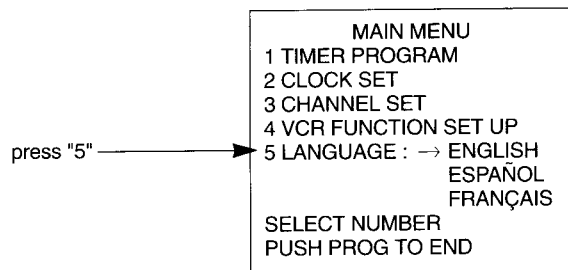 MAIN MENU
1 TIMER PROGRAM
2 CLOCK SET
3 CHANNEL SET
4 VCR FUNCTION SET UP
press "5" 5 LANGUAGE : → ENGLISH
ESPAÑOL
FRANÇAIS
SELECT NUMBER
PUSH PROG TO END